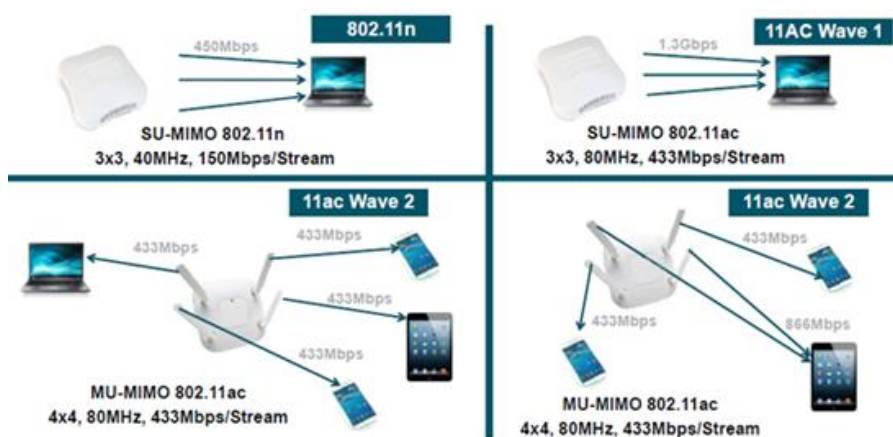 802.11n
450Mbps
SU-MIMO 802.11n
3x3, 40MHz, 150Mbps/Stream
11AC Wave 1
1.3Gbps
SU-MIMO 802.11ac
3x3, 80MHz, 433Mbps/Stream
11ac Wave 2
433Mbps
433Mbps
433Mbps
433Mbps
MU-MIMO 802.11ac
4x4, 80MHz, 433Mbps/Stream
11ac Wave 2
433Mbps
433Mbps
866Mbps
MU-MIMO 802.11ac
4x4, 80MHz, 433Mbps/Stream